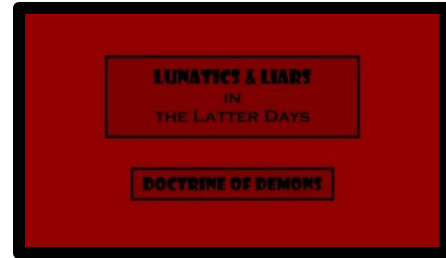 LUNATICS & LIARS
IN
THE LATTER DAYS
DOCTRINE OF DEMONS